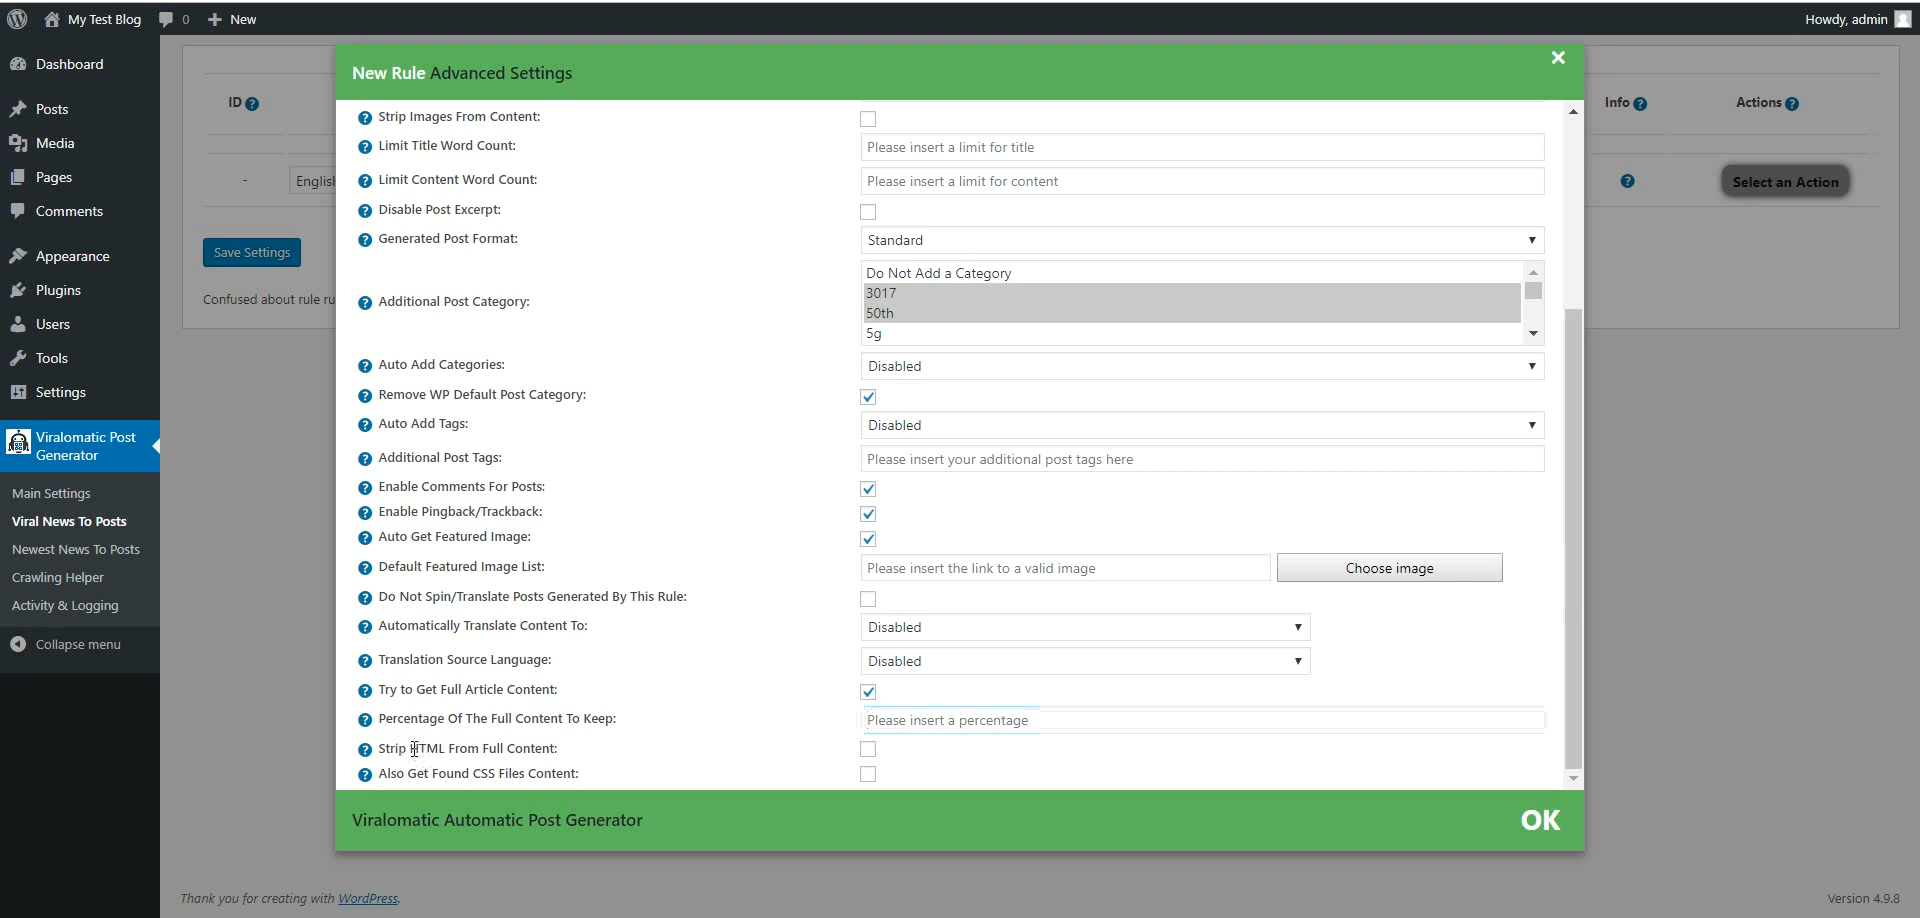 My Test Blog 0 New Howdy, admin
Dashboard
Posts
Media
Pages
Comments
Appearance
Plugins
Users
Tools
Settings
Viralomatic Post
Generator
Main Settings
Viral News To Posts
Newest News To Posts
Crawling Helper
Activity & Logging
Collapse menu
ID
Info
Actions
-
English
Select an Action
Save Settings
Confused about rule ru
New Rule Advanced Settings
Strip Images From Content:
Limit Title Word Count: Please insert a limit for title
Limit Content Word Count: Please insert a limit for content
Disable Post Excerpt:
Generated Post Format: Standard
Additional Post Category:
Do Not Add a Category
3017
50th
5g
Auto Add Categories: Disabled
Remove WP Default Post Category:
Auto Add Tags: Disabled
Additional Post Tags: Please insert your additional post tags here
Enable Comments For Posts:
Enable Pingback/Trackback:
Auto Get Featured Image:
Default Featured Image List: Please insert the link to a valid image Choose image
Do Not Spin/Translate Posts Generated By This Rule:
Automatically Translate Content To: Disabled
Translation Source Language: Disabled
Try to Get Full Article Content:
Percentage Of The Full Content To Keep: Please insert a percentage
Strip HTML From Full Content:
Also Get Found CSS Files Content:
Viralomatic Automatic Post Generator OK
Thank you for creating with WordPress. Version 4.9.8